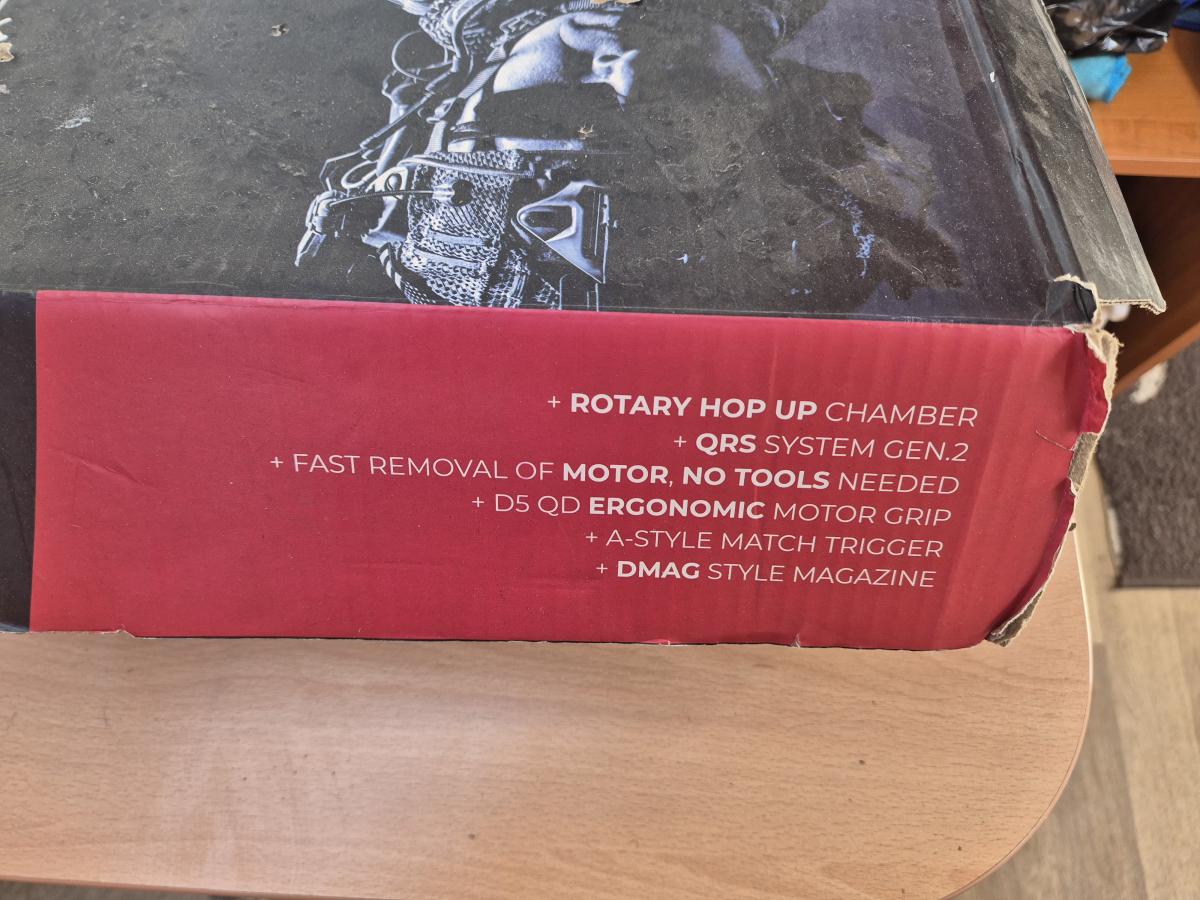 + ROTARY HOP UP CHAMBER
+ QRS SYSTEM GEN.2
+ FAST REMOVAL OF MOTOR, NO TOOLS NEEDED
+ D5 QD ERGONOMIC MOTOR GRIP
+ A-STYLE MATCH TRIGGER
+ DMAG STYLE MAGAZINE